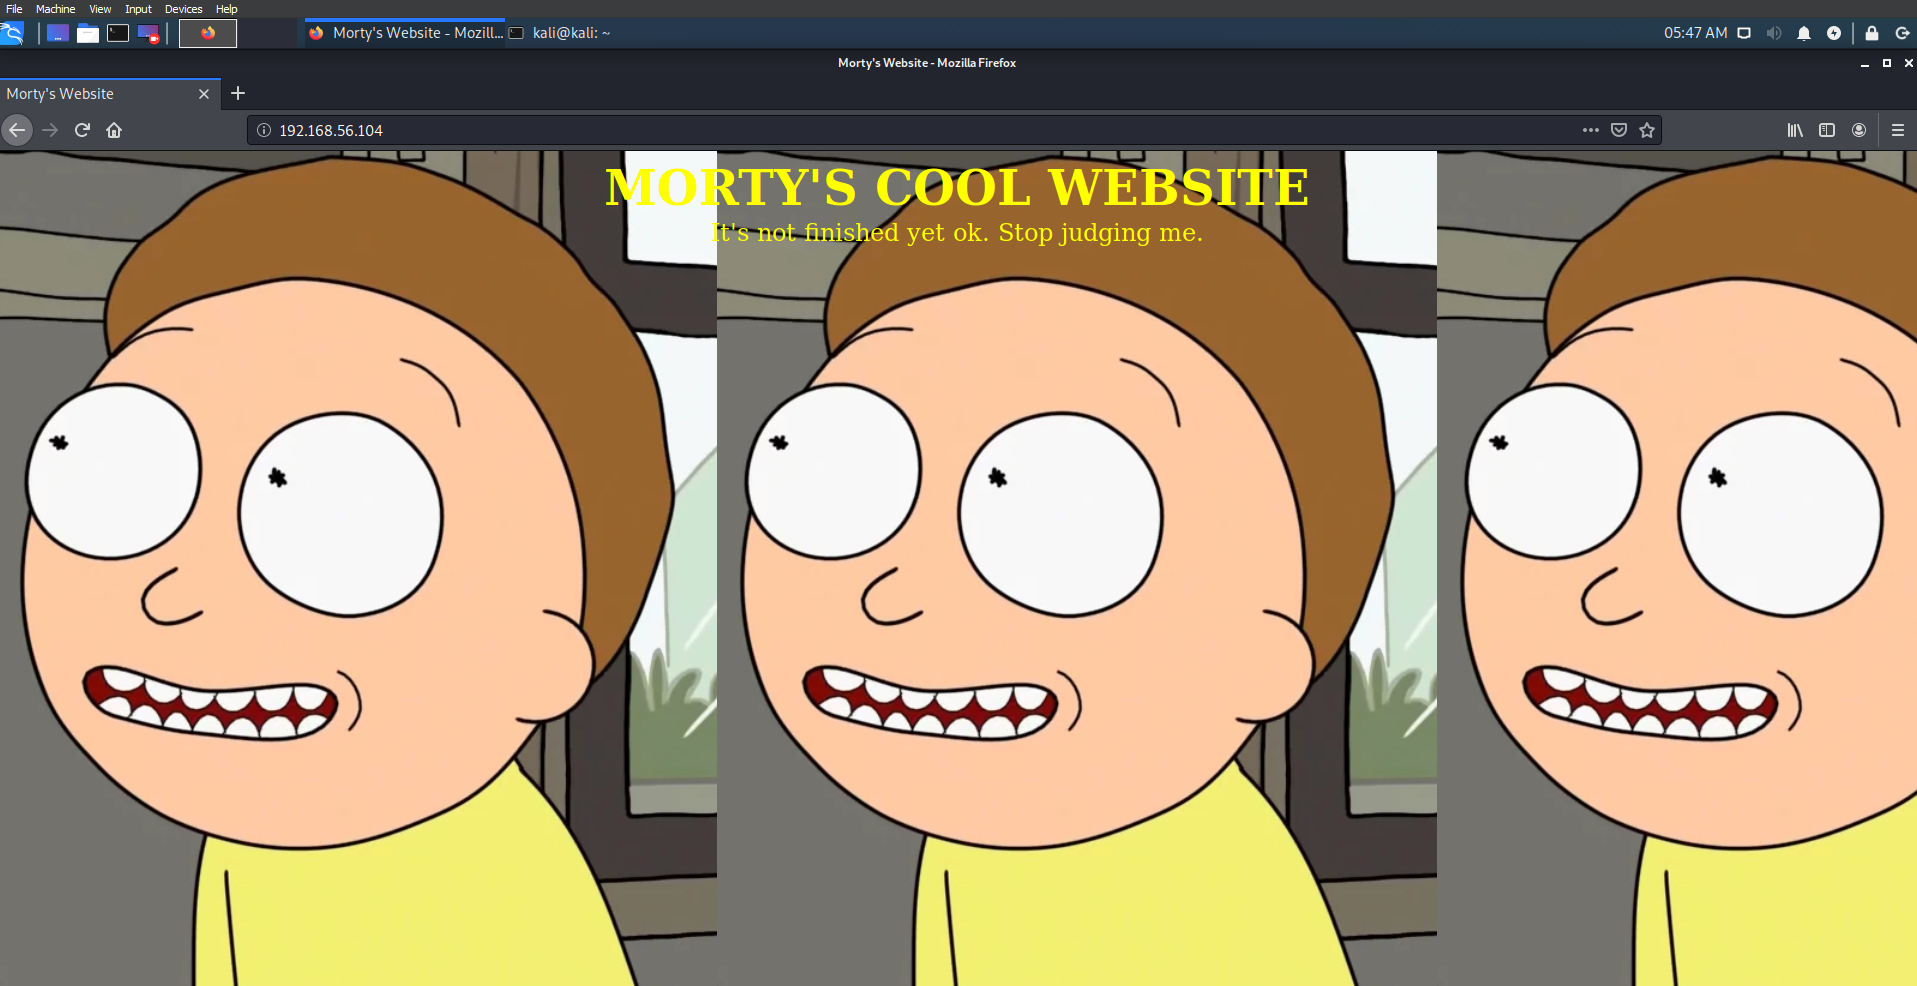 File Machine View Input Devices Help
Morty's Website - Mozill... kali@kali: ~ 05:47 AM
Morty's Website - Mozilla Firefox
Morty's Website
192.168.56.104
MORTY'S COOL WEBSITE
It's not finished yet ok. Stop judging me.